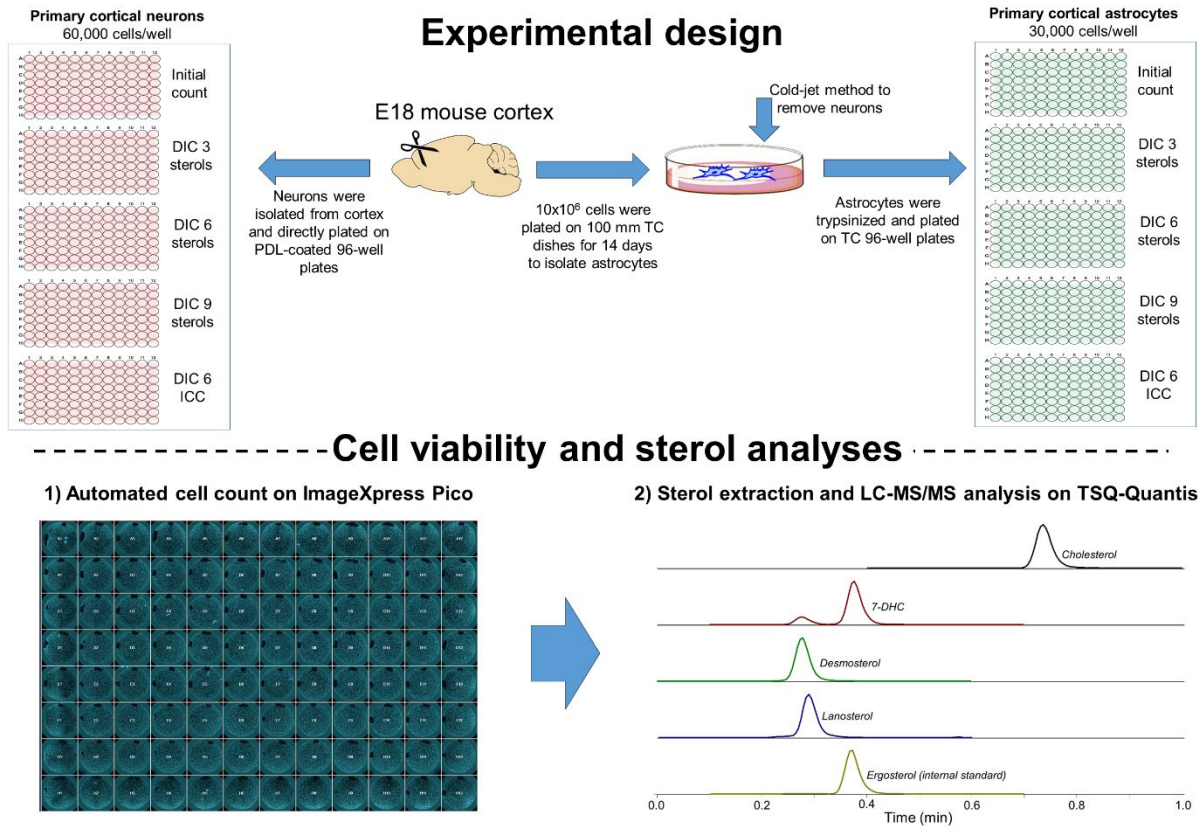 Experimental design
Primary cortical neurons
60,000 cells/well
Initial
count
DIC 3
sterols
DIC 6
sterols
DIC 9
sterols
DIC 6
ICC
Neurons were
isolated from cortex
and directly plated on
PDL-coated 96-well
plates
E18 mouse cortex
10x10⁶ cells were
plated on 100 mm TC
dishes for 14 days
to isolate astrocytes
Cold-jet method to
remove neurons
Astrocytes were
trypsinized and plated
on TC 96-well plates
Primary cortical astrocytes
30,000 cells/well
Initial
count
DIC 3
sterols
DIC 6
sterols
DIC 9
sterols
DIC 6
ICC
Cell viability and sterol analyses
1) Automated cell count on ImageXpress Pico
2) Sterol extraction and LC-MS/MS analysis on TSQ-Quantis
Cholesterol
7-DHC
Desmosterol
Lanosterol
Ergosterol (internal standard)
0.0 0.2 0.4 0.6 0.8 1.0
Time (min)